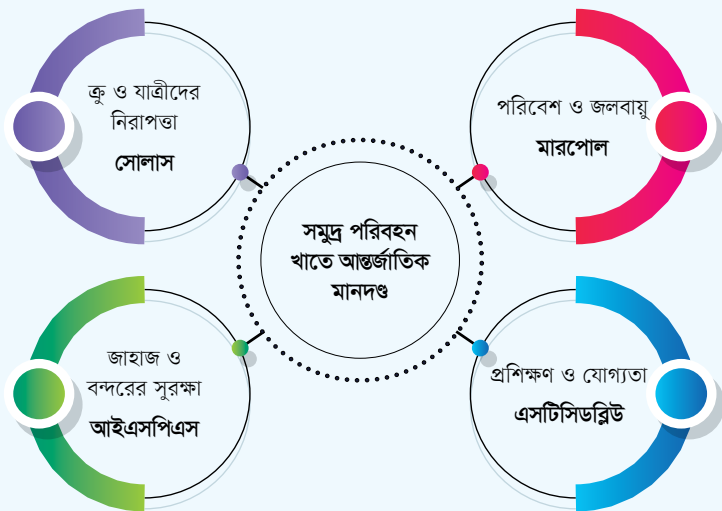 ক্রু ও যাত্রীদের
নিরাপত্তা
সোলাস
পরিবেশ ও জলবায়ু
মারপোল
সমুদ্র পরিবহন
খাতে আন্তর্জাতিক
মানদণ্ড
জাহাজ ও
বন্দরের সুরক্ষা
আইএসপিএস
প্রশিক্ষণ ও যোগ্যতা
এসটিসিডব্লিউ